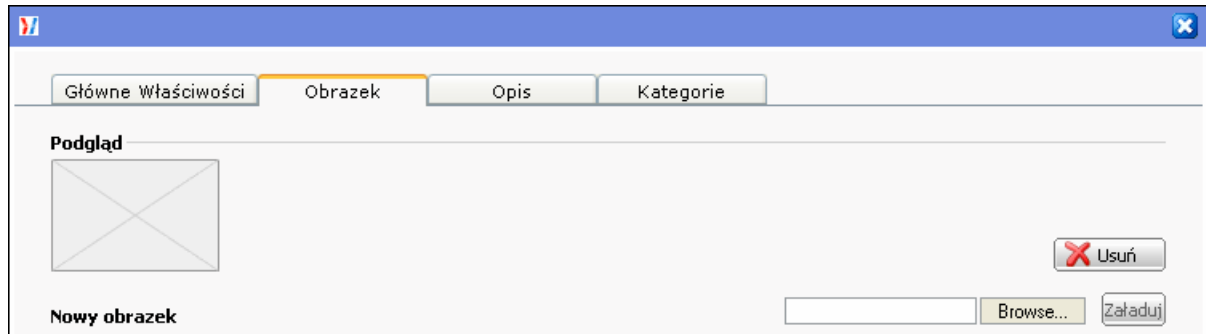 Główne Właściwości Obrazek Opis Kategorie
Podgląd
Usuń
Nowy obrazek Browse... Załaduj